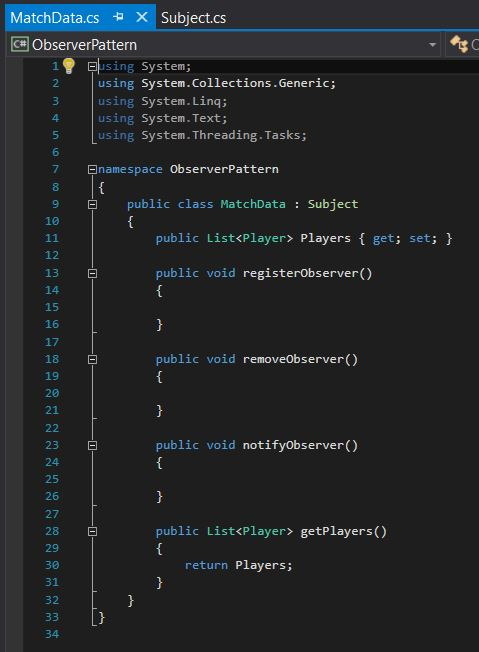 MatchData.cs Subject.cs
C# ObserverPattern
1 using System;
2 using System.Collections.Generic;
3 using System.Linq;
4 using System.Text;
5 using System.Threading.Tasks;
6
7 namespace ObserverPattern
8 {
9 public class MatchData : Subject
10 {
11 public List<Player> Players { get; set; }
12
13 public void registerObserver()
14 {
15
16 }
17
18 public void removeObserver()
19 {
20
21 }
22
23 public void notifyObserver()
24 {
25
26 }
27
28 public List<Player> getPlayers()
29 {
30 return Players;
31 }
32 }
33 }
34